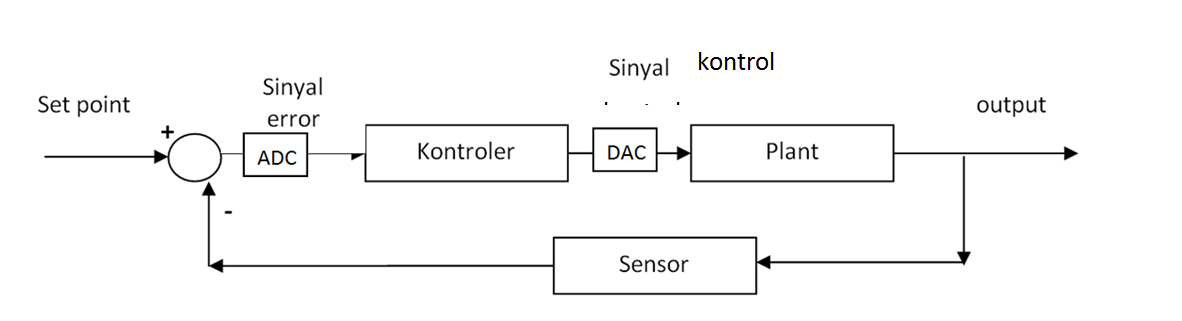 Set point
+
-
Sinyal
error
ADC
Kontroler
Sinyal kontrol
DAC
Plant
output
Sensor